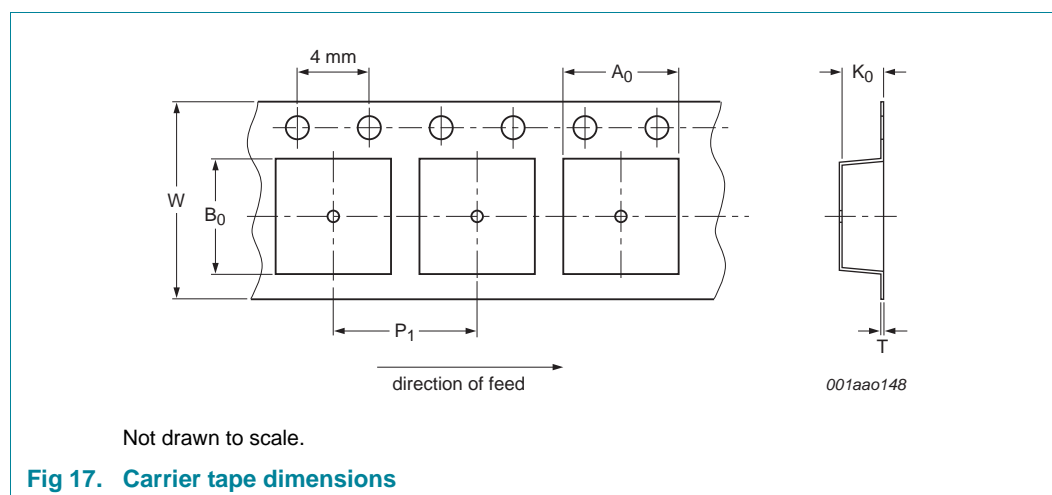 4 mm
A0
K0
W
B0
P1
T
direction of feed
001aao148
Not drawn to scale.
Fig 17. Carrier tape dimensions